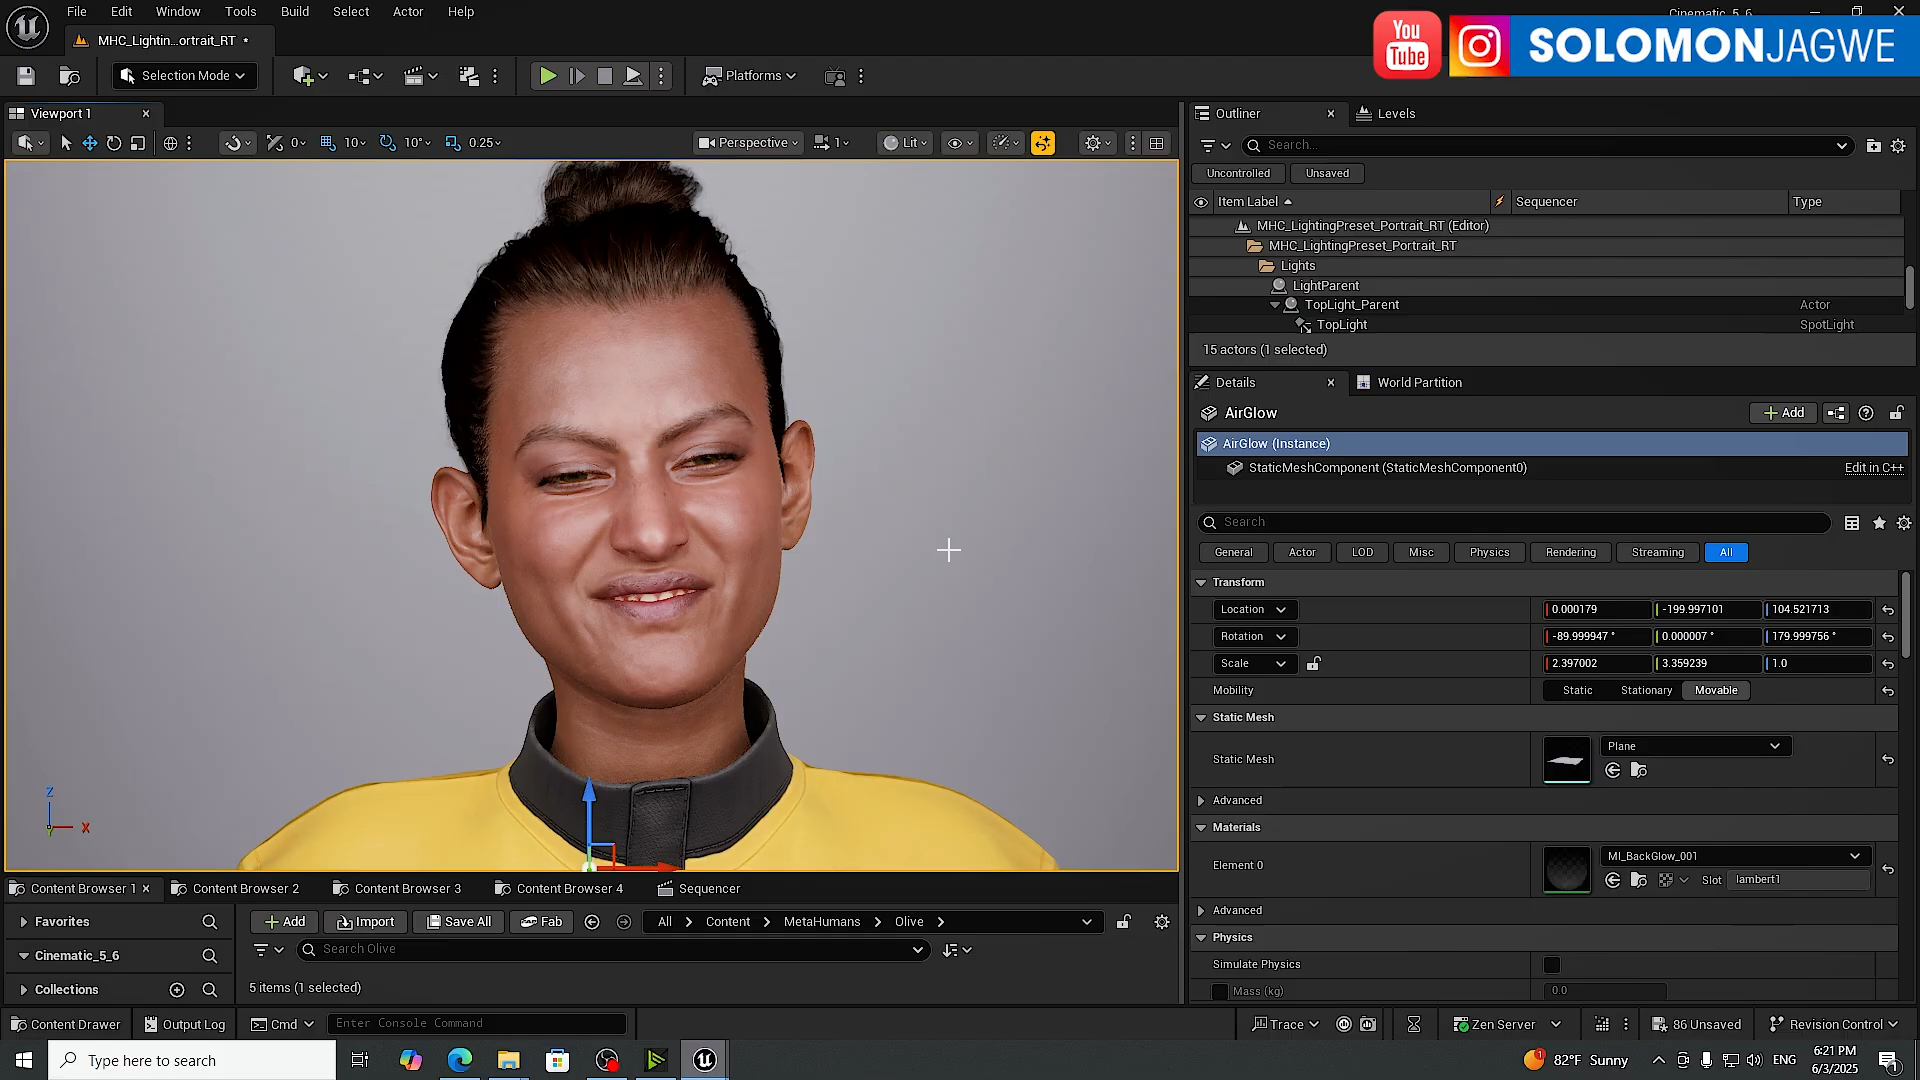 File Edit Window Tools Build Select Actor Help
Cinematic_5_6
MHC_Lightin...ortrait_RT •
You Tube
SOLOMONJAGWE
Selection Mode
Platforms
Viewport 1
Outliner
Levels
0 10 10° 0.25
Perspective 1 Lit
Search...
Uncontrolled Unsaved
Item Label Sequencer Type
MHC_LightingPreset_Portrait_RT (Editor)
MHC_LightingPreset_Portrait_RT
Lights
LightParent
TopLight_Parent Actor
TopLight SpotLight
15 actors (1 selected)
Details
World Partition
AirGlow
Add
AirGlow (Instance)
StaticMeshComponent (StaticMeshComponent0) Edit in C++
Search
General Actor LOD Misc Physics Rendering Streaming All
Transform
Location 0.000179 -199.997101 104.521713
Rotation -89.999947 ° 0.000007 ° 179.999756 °
Scale 2.397002 3.359239 1.0
Mobility Static Stationary Movable
Static Mesh
Static Mesh Plane
Advanced
Materials
Element 0 MI_BackGlow_001
Slot lambert1
Advanced
Physics
Simulate Physics
Mass (kg) 0.0
Z
X
Content Browser 1 Content Browser 2 Content Browser 3 Content Browser 4 Sequencer
Favorites
Cinematic_5_6
Collections
Add Import Save All Fab All Content MetaHumans Olive
Search Olive
5 items (1 selected)
Content Drawer Output Log Cmd Enter Console Command
Trace Zen Server 86 Unsaved Revision Control
Type here to search
1
82°F Sunny
ENG
6:21 PM
6/3/2025
1